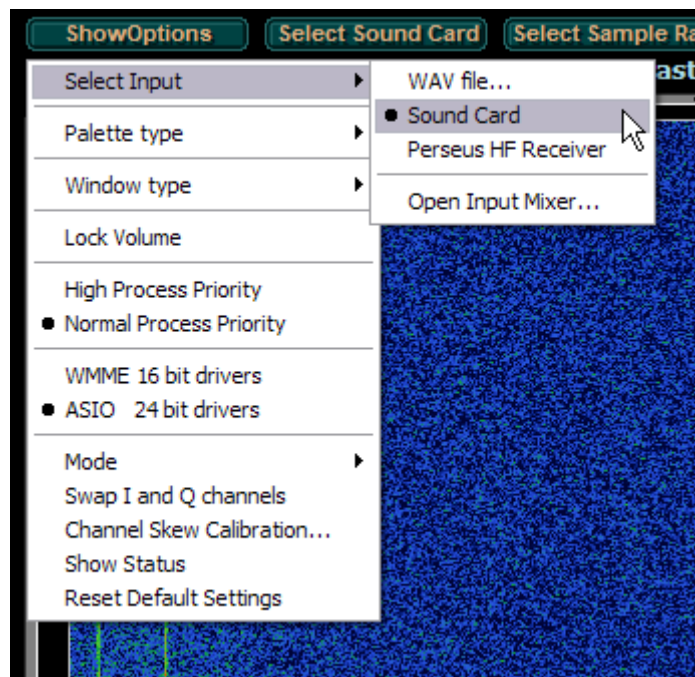 ShowOptions Select Sound Card Select Sample Ra
ast
Select Input
WAV file...
Sound Card
Perseus HF Receiver
Open Input Mixer...
Palette type
Window type
Lock Volume
High Process Priority
Normal Process Priority
WMME 16 bit drivers
ASIO 24 bit drivers
Mode
Swap I and Q channels
Channel Skew Calibration...
Show Status
Reset Default Settings